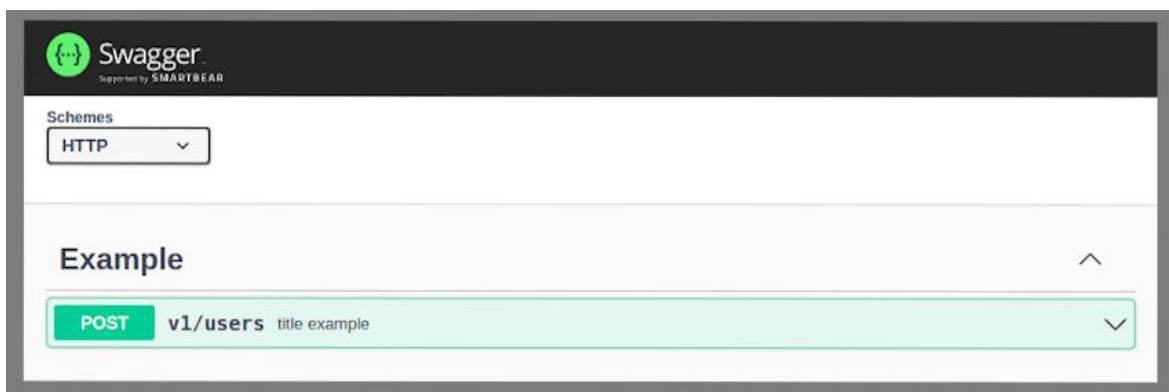 {...} Swagger
Supported by SMARTBEAR
Schemes
HTTP
Example
POST v1/users title example